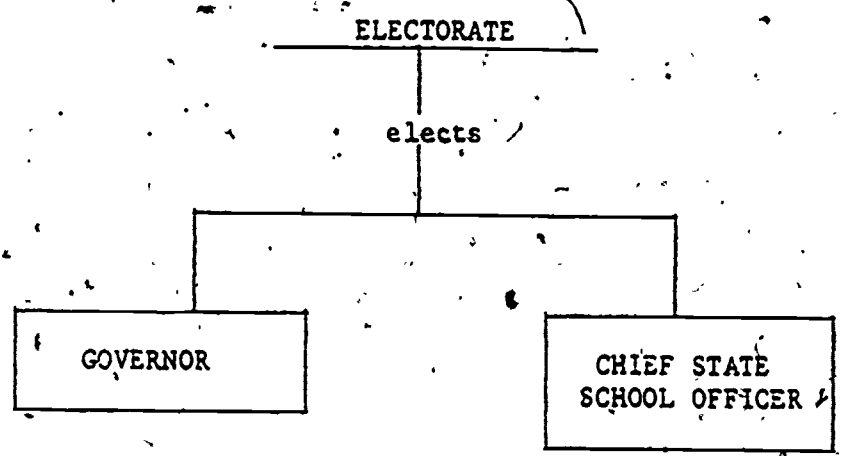 ELECTORATE
elects
GOVERNOR
CHIEF STATE
SCHOOL OFFICER